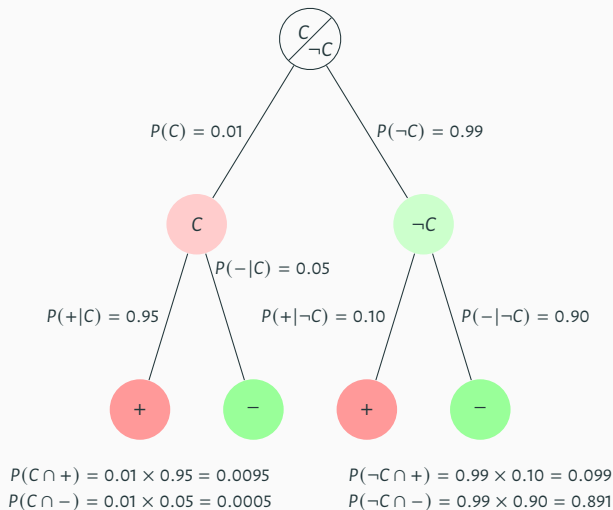 C
¬C
P(C) = 0.01
P(¬C) = 0.99
C
¬C
P(−|C) = 0.05
P(+|C) = 0.95
P(+|¬C) = 0.10
P(−|¬C) = 0.90
+
−
+
−
P(C ∩ +) = 0.01 × 0.95 = 0.0095
P(¬C ∩ +) = 0.99 × 0.10 = 0.099
P(C ∩ −) = 0.01 × 0.05 = 0.0005
P(¬C ∩ −) = 0.99 × 0.90 = 0.891